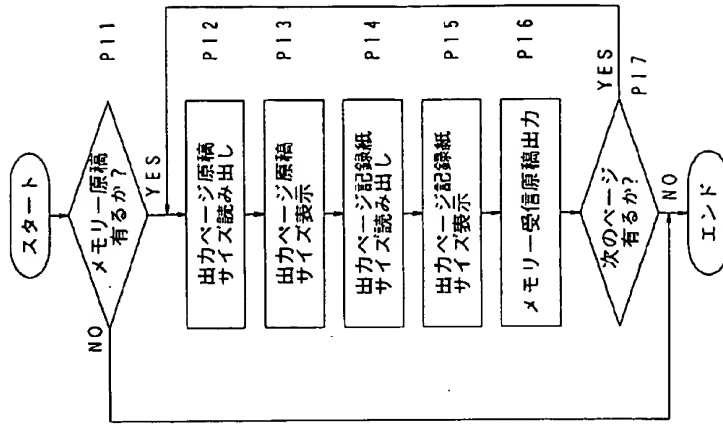 スタート
メモリー原稿
有るか?
P11
NO
YES
出力ページ原稿
サイズ読み出し
P12
出力ページ原稿
サイズ表示
P13
出力ページ記録紙
サイズ読み出し
P14
出力ページ記録紙
サイズ表示
P15
メモリー受信原稿出力
P16
次のページ
有るか?
YES
P17
NO
エンド